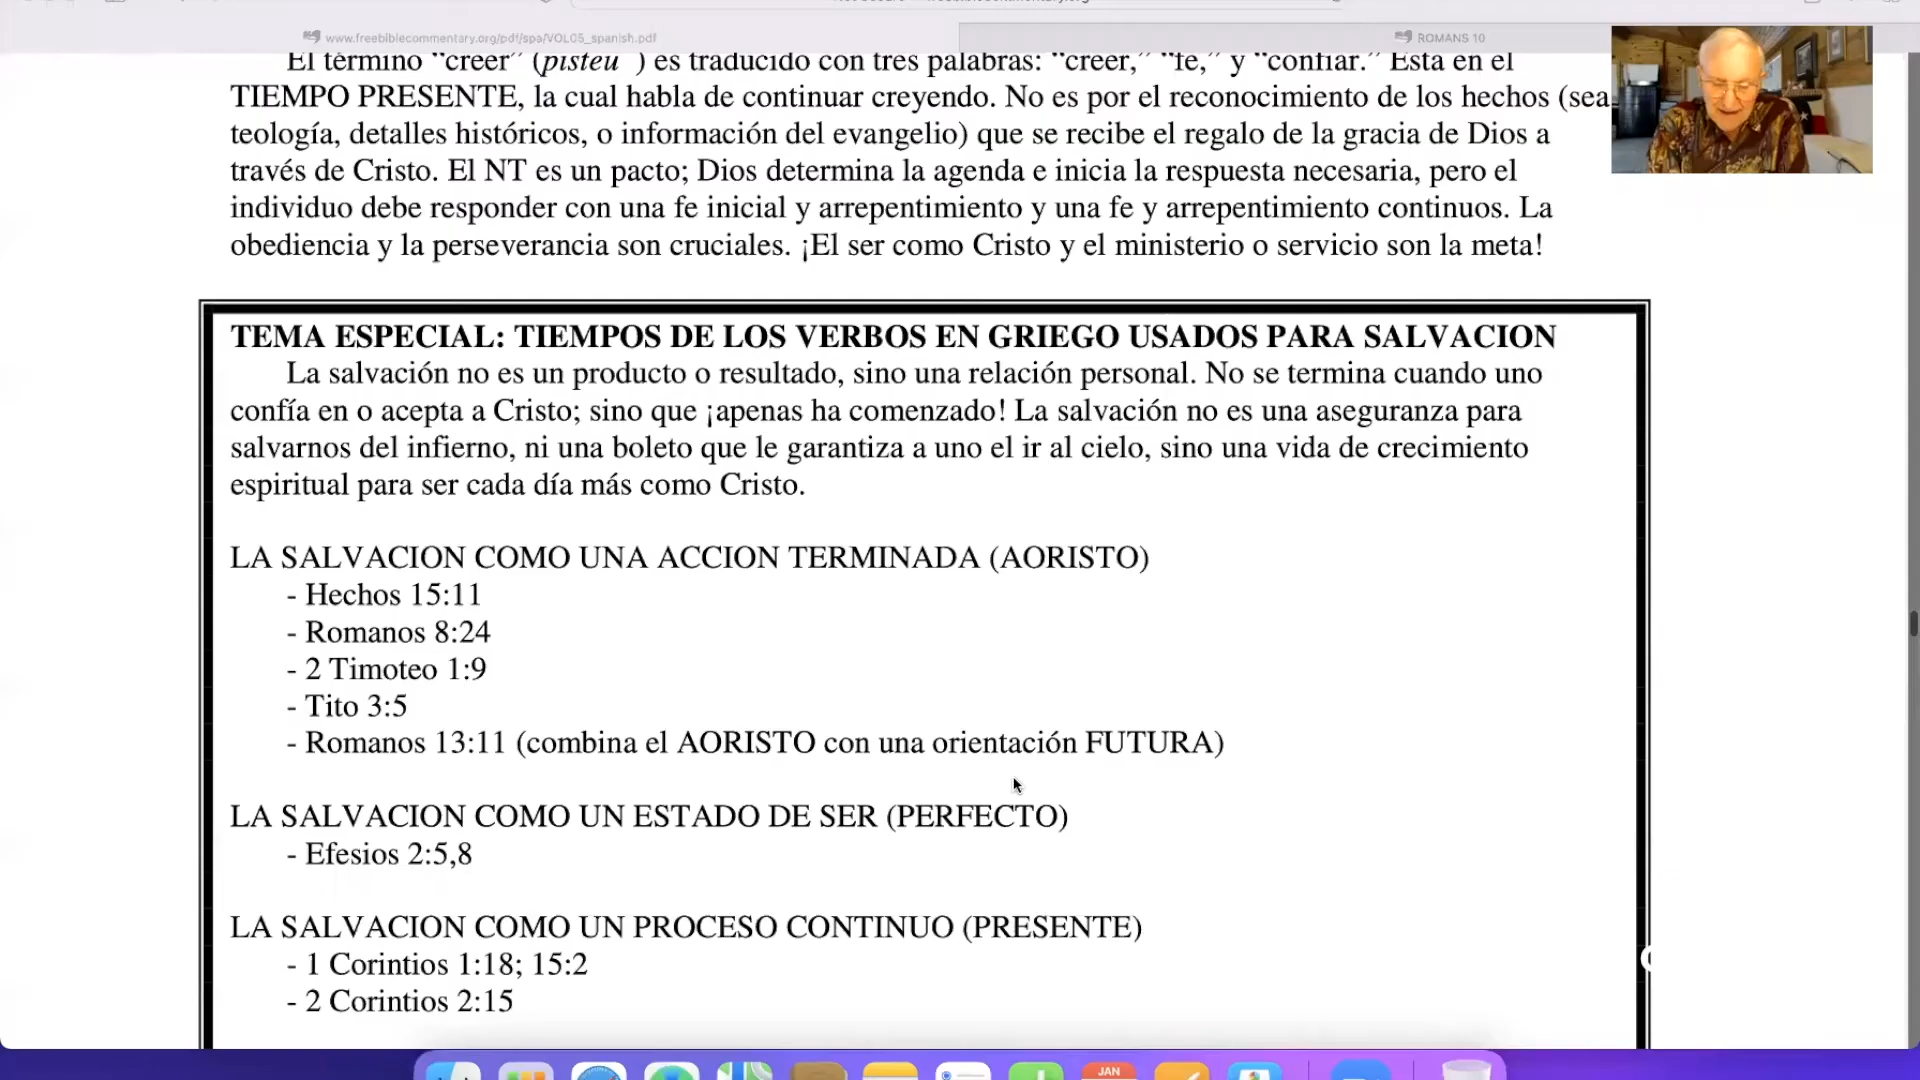 www.freebiblecommentary.org/pdf/spa/VOL05_spanish.pdf
ROMANS 10
El término “creer” (pisteu ) es traducido con tres palabras: “creer,” “fe,” y “confiar.” Está en el
TIEMPO PRESENTE, la cual habla de continuar creyendo. No es por el reconocimiento de los hechos (sea
teología, detalles históricos, o información del evangelio) que se recibe el regalo de la gracia de Dios a
través de Cristo. El NT es un pacto; Dios determina la agenda e inicia la respuesta necesaria, pero el
individuo debe responder con una fe inicial y arrepentimiento y una fe y arrepentimiento continuos. La
obediencia y la perseverancia son cruciales. ¡El ser como Cristo y el ministerio o servicio son la meta!
TEMA ESPECIAL: TIEMPOS DE LOS VERBOS EN GRIEGO USADOS PARA SALVACION
La salvación no es un producto o resultado, sino una relación personal. No se termina cuando uno
confía en o acepta a Cristo; sino que ¡apenas ha comenzado! La salvación no es una aseguranza para
salvarnos del infierno, ni una boleto que le garantiza a uno el ir al cielo, sino una vida de crecimiento
espiritual para ser cada día más como Cristo.
LA SALVACION COMO UNA ACCION TERMINADA (AORISTO)
- Hechos 15:11
- Romanos 8:24
- 2 Timoteo 1:9
- Tito 3:5
- Romanos 13:11 (combina el AORISTO con una orientación FUTURA)
LA SALVACION COMO UN ESTADO DE SER (PERFECTO)
- Efesios 2:5,8
LA SALVACION COMO UN PROCESO CONTINUO (PRESENTE)
- 1 Corintios 1:18; 15:2
- 2 Corintios 2:15
JAN